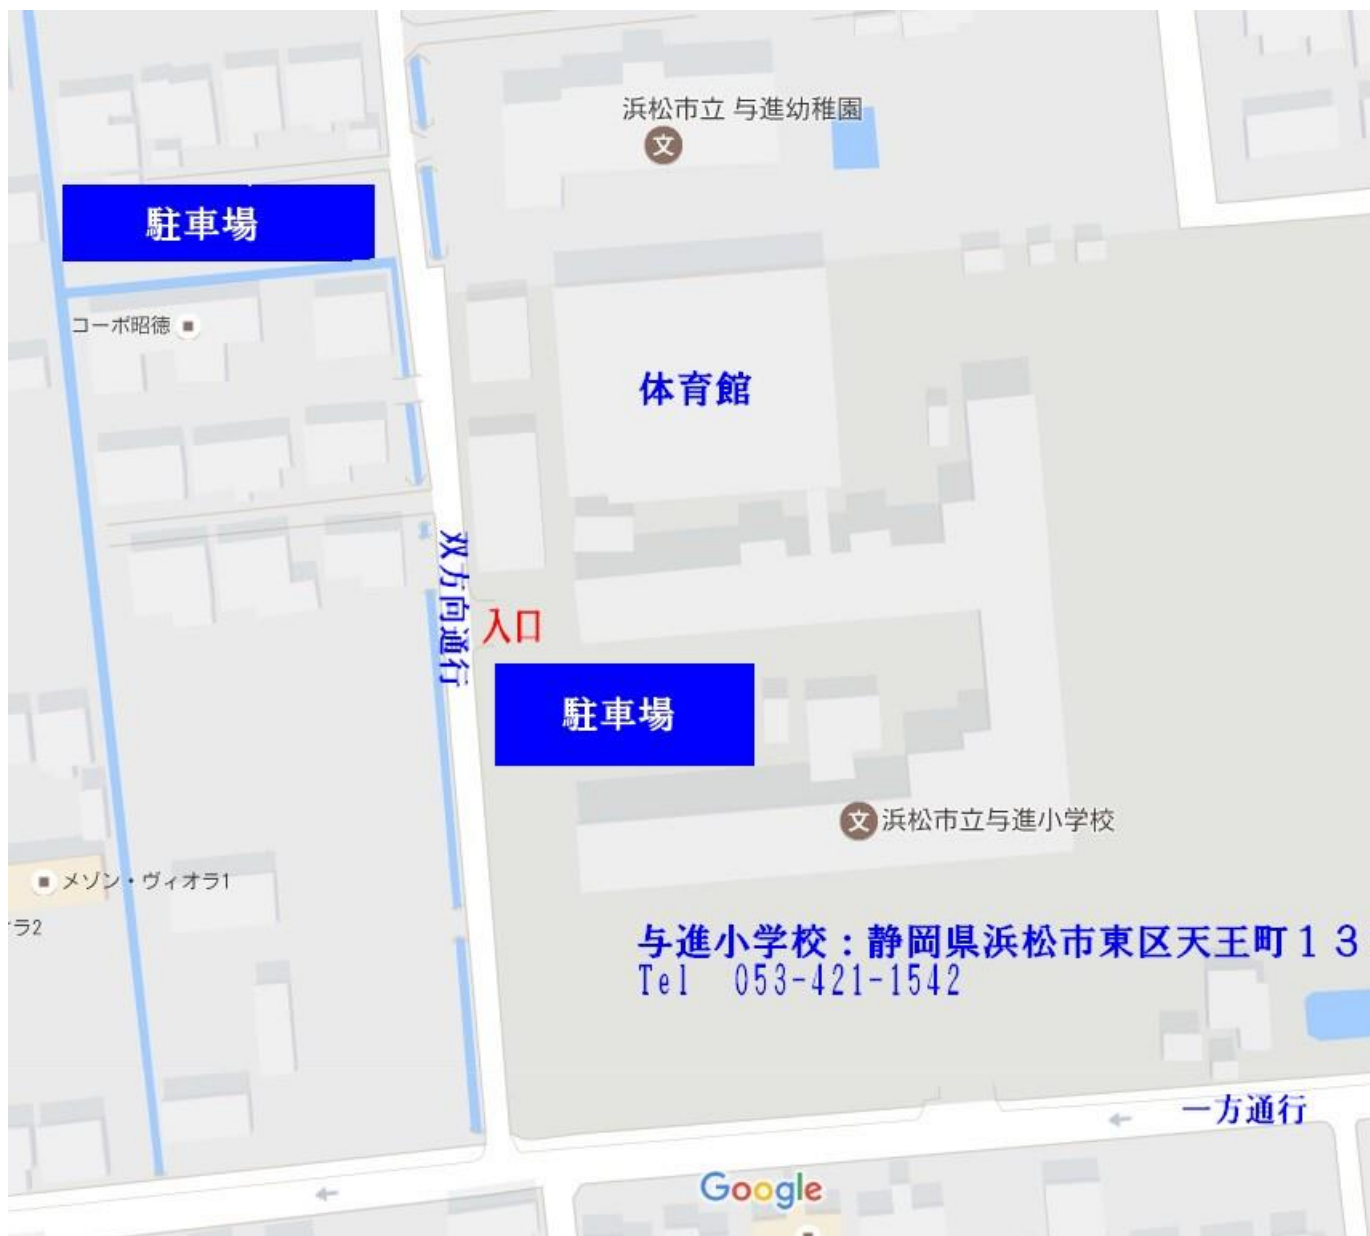 浜松市立 与進幼稚園
文
駐車場
コーポ昭徳
体育館
双方向通行
入口
駐車場
文 浜松市立与進小学校
メゾン・ヴィオラ1
ラ2
与進小学校：静岡県浜松市東区天王町１３
Tel　053-421-1542
一方通行
Google